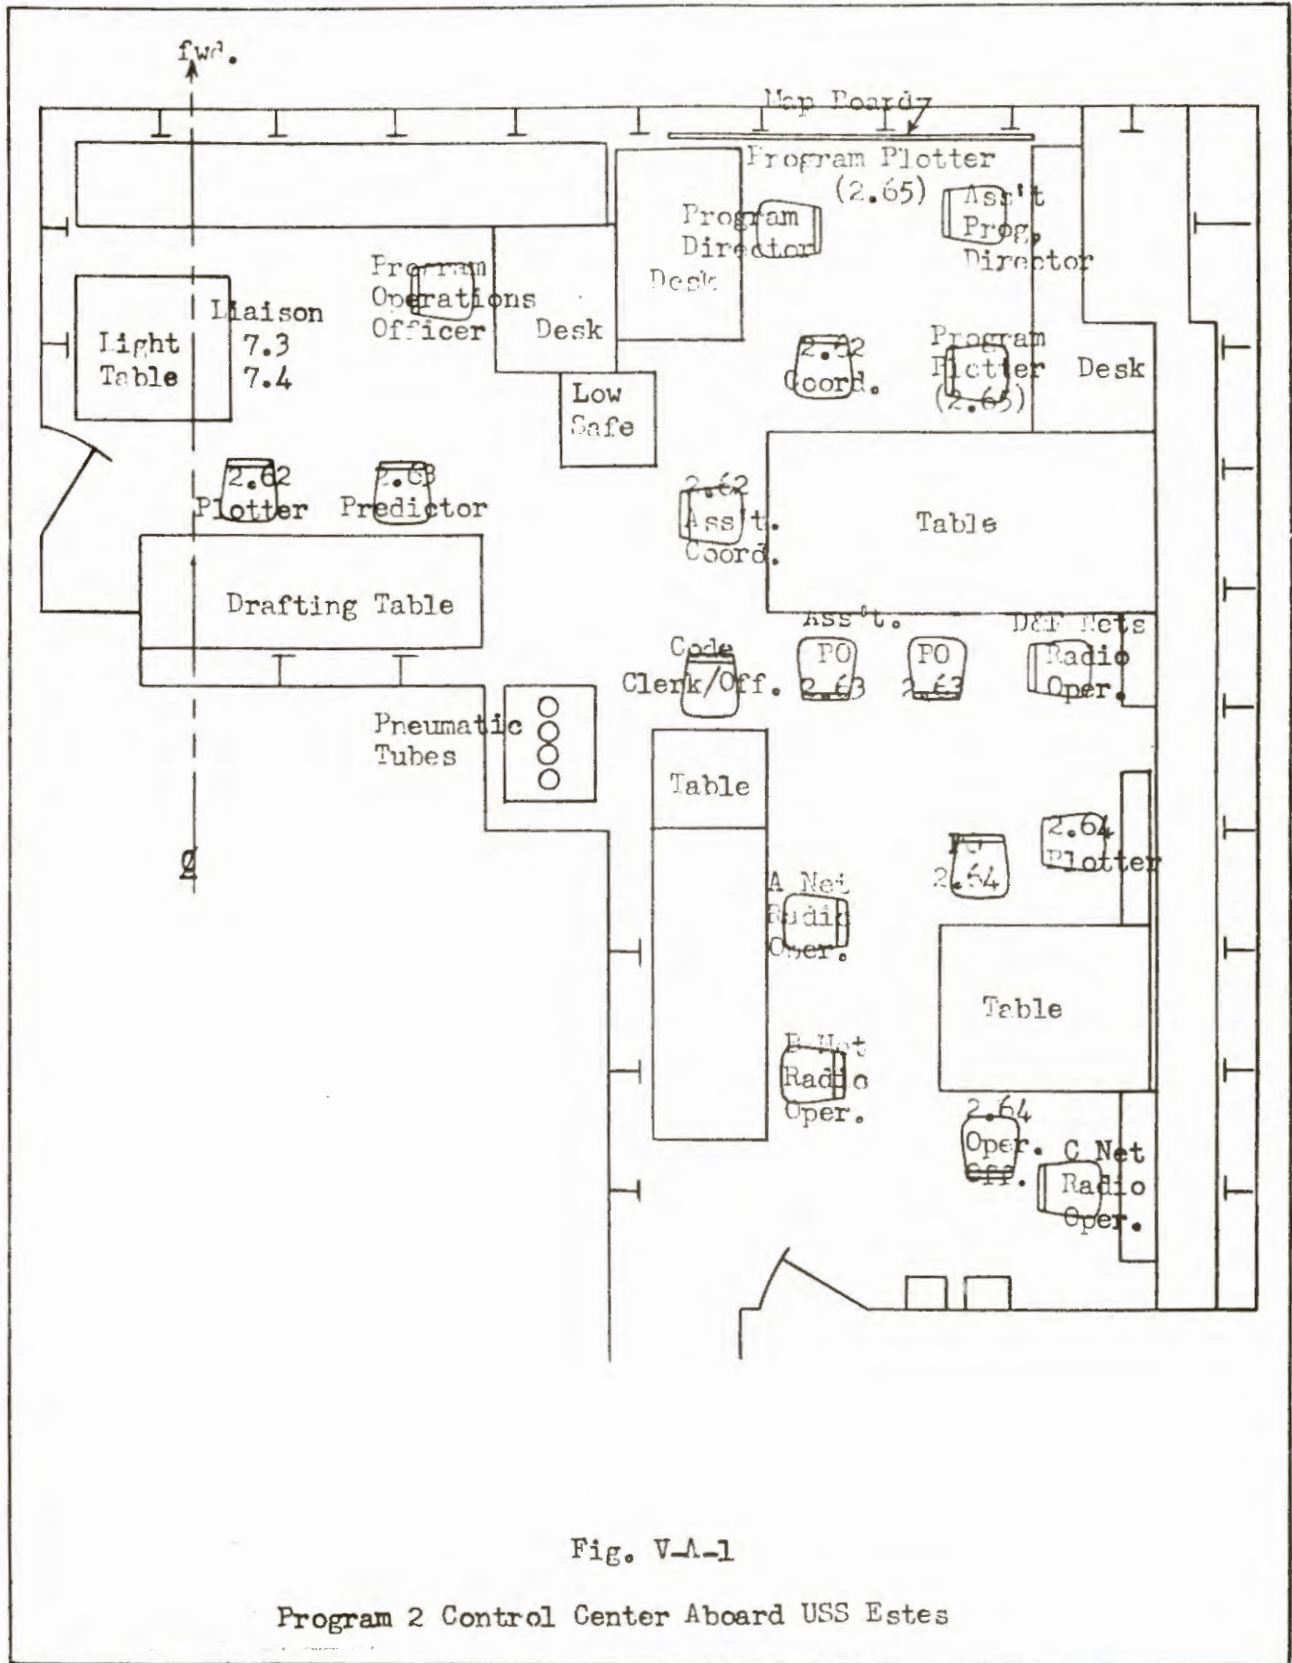 fwd.
Map Board
Program Plotter
(2.65)
Program
Director
Ass't
Prog.
Director
Desk
Program
Operations
Officer
Desk
Liaison
7.3
7.4
Light
Table
Low
Safe
2.62
Coord.
Program
Plotter
(2.65)
Desk
2.62
Plotter
2.63
Predictor
2.62
Ass't.
Coord.
Table
Drafting Table
Code
Clerk/Off.
Ass't.
PO
2.63
PO
2.63
D&F Nets
Radio
Oper.
Pneumatic
Tubes
Table
2.64
Plotter
PO
2.64
A Net
Radio
Oper.
Table
B Net
Radio
Oper.
2.64
Oper.
Off.
C Net
Radio
Oper.
Fig. V-A-1
Program 2 Control Center Aboard USS Estes